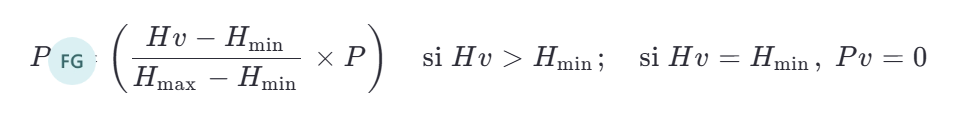 P FG = ( (Hv − H_min) / (H_max − H_min) × P ) si Hv > H_min ; si Hv = H_min , Pv = 0